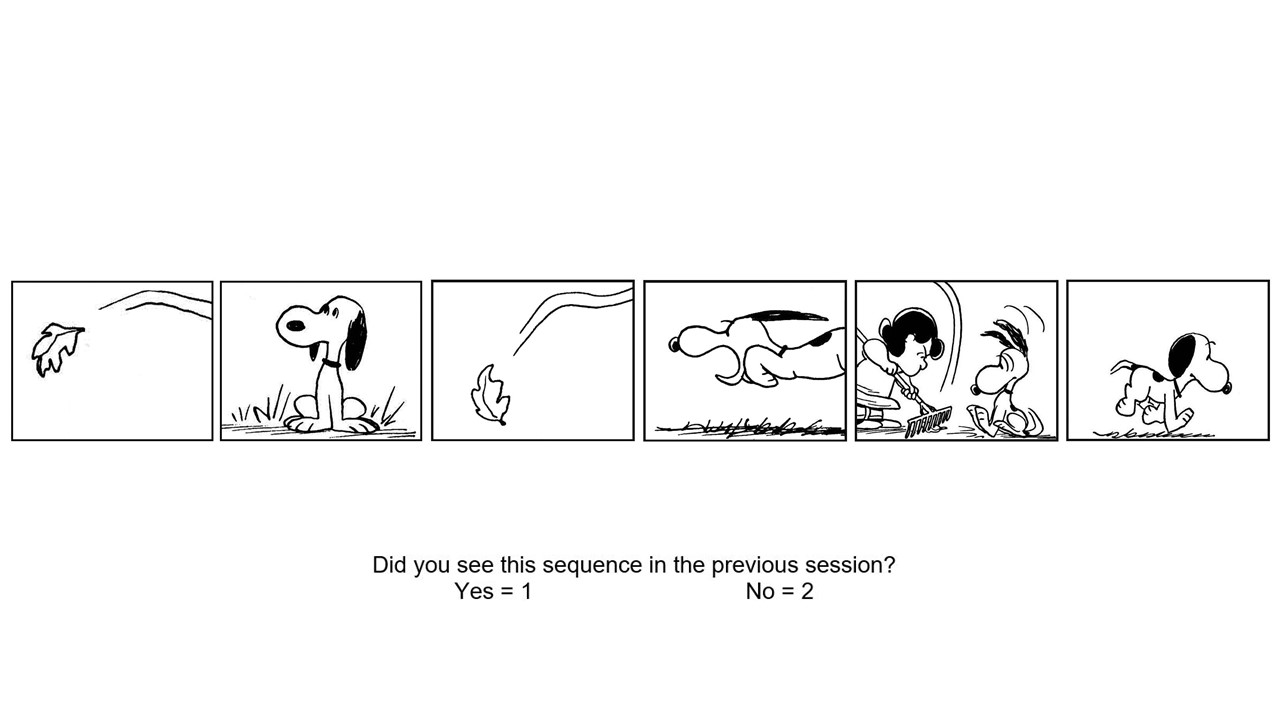 Did you see this sequence in the previous session?
Yes = 1 No = 2